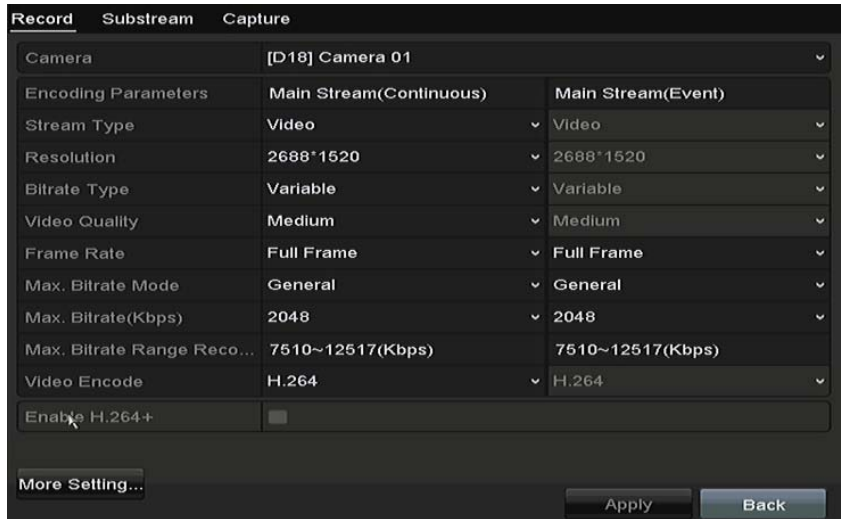 Record Substream Capture
Camera [D18] Camera 01
Encoding Parameters Main Stream(Continuous) Main Stream(Event)
Stream Type Video Video
Resolution 2688*1520 2688*1520
Bitrate Type Variable Variable
Video Quality Medium Medium
Frame Rate Full Frame Full Frame
Max. Bitrate Mode General General
Max. Bitrate(Kbps) 2048 2048
Max. Bitrate Range Reco... 7510~12517(Kbps) 7510~12517(Kbps)
Video Encode H.264 H.264
Enable H.264+
More Setting...
Apply Back